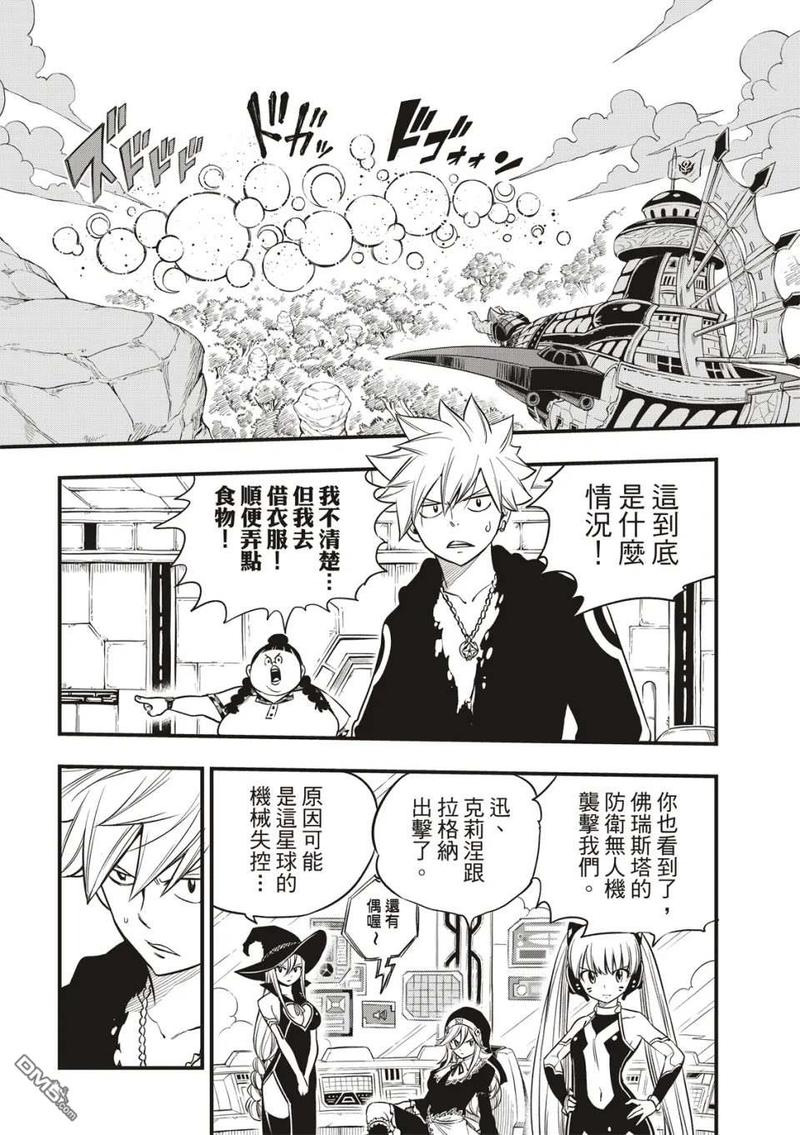 ドゴォォン
ドガッ
ズドドド
這到底
是什麼
情況！
我不清楚…
但我去
借衣服！
順便弄點
食物！
你也看到了，
佛瑞斯塔的
防衛無人機
襲擊我們。
迅、
克莉涅跟
拉格納
出擊了。
還有
偶喔～
原因可能
是這星球的
機械失控…
DM5
.com